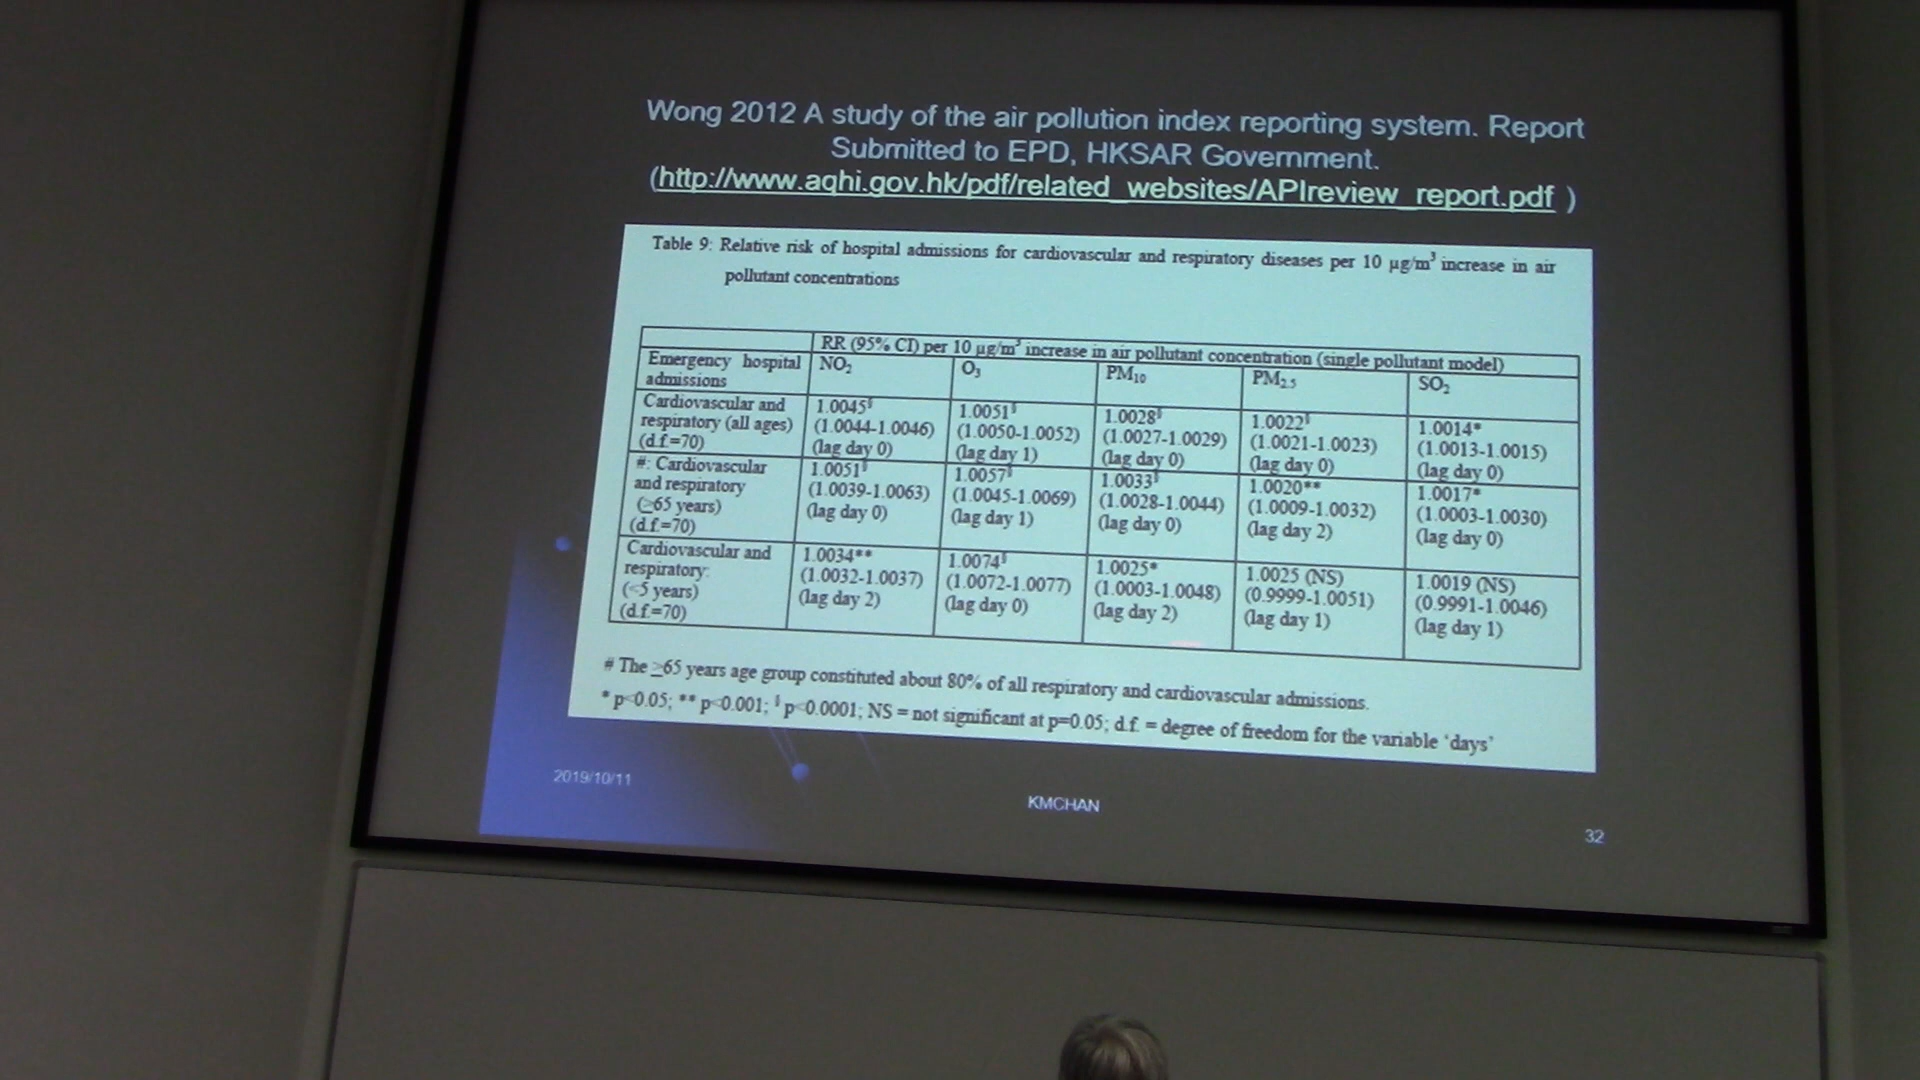 Wong 2012 A study of the air pollution index reporting system. Report
Submitted to EPD, HKSAR Government.
(http://www.aqhi.gov.hk/pdf/related_websites/APIreview_report.pdf )
Table 9: Relative risk of hospital admissions for cardiovascular and respiratory diseases per 10 µg/m³ increase in air
pollutant concentrations
RR (95% CI) per 10 µg/m³ increase in air pollutant concentration (single pollutant model)
Emergency hospital admissions NO₂ O₃ PM₁₀ PM₂.₅ SO₂
Cardiovascular and 1.0045§ 1.0051§ 1.0028§ 1.0022§ 1.0014*
respiratory (all ages) (1.0044-1.0046) (1.0050-1.0052) (1.0027-1.0029) (1.0021-1.0023) (1.0013-1.0015)
(d.f.=70) (lag day 0) (lag day 1) (lag day 0) (lag day 0) (lag day 0)
#: Cardiovascular 1.0051§ 1.0057§ 1.0033§ 1.0020** 1.0017*
and respiratory (1.0039-1.0063) (1.0045-1.0069) (1.0028-1.0044) (1.0009-1.0032) (1.0003-1.0030)
(≥65 years) (lag day 0) (lag day 1) (lag day 0) (lag day 2) (lag day 0)
(d.f.=70)
Cardiovascular and 1.0034** 1.0074§ 1.0025* 1.0025 (NS) 1.0019 (NS)
respiratory: (1.0032-1.0037) (1.0072-1.0077) (1.0003-1.0048) (0.9999-1.0051) (0.9991-1.0046)
(<5 years) (lag day 2) (lag day 0) (lag day 2) (lag day 1) (lag day 1)
(d.f.=70)
# The ≥65 years age group constituted about 80% of all respiratory and cardiovascular admissions.
* p<0.05; ** p<0.001; § p<0.0001; NS = not significant at p=0.05; d.f. = degree of freedom for the variable 'days'
2019/10/11
KMCHAN
32